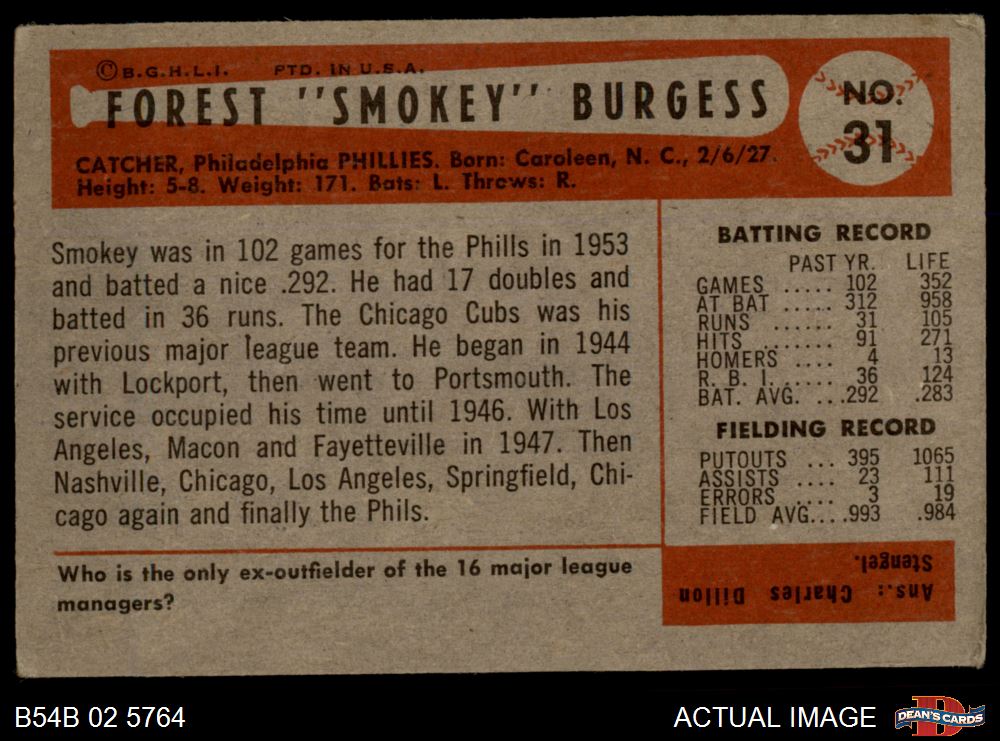 ©B.G.H.L.I. PTD. IN U.S.A.
FOREST "SMOKEY" BURGESS
NO.
31
CATCHER, Philadelphia PHILLIES. Born: Caroleen, N. C., 2/6/27.
Height: 5-8. Weight: 171. Bats: L. Throws: R.
Smokey was in 102 games for the Phills in 1953
and batted a nice .292. He had 17 doubles and
batted in 36 runs. The Chicago Cubs was his
previous major league team. He began in 1944
with Lockport, then went to Portsmouth. The
service occupied his time until 1946. With Los
Angeles, Macon and Fayetteville in 1947. Then
Nashville, Chicago, Los Angeles, Springfield, Chi-
cago again and finally the Phils.
BATTING RECORD
PAST YR. LIFE
GAMES ..... 102 352
AT BAT ..... 312 958
RUNS ...... 31 105
HITS ....... 91 271
HOMERS .... 4 13
R. B. I. ..... 36 124
BAT. AVG. ....292 .283
FIELDING RECORD
PUTOUTS ... 395 1065
ASSISTS .... 23 111
ERRORS .... 3 19
FIELD AVG....993 .984
Who is the only ex-outfielder of the 16 major league
managers?
Ans.: Charles Dillon
Stengel.
B54B 02 5764
ACTUAL IMAGE
D
DEAN'S CARDS